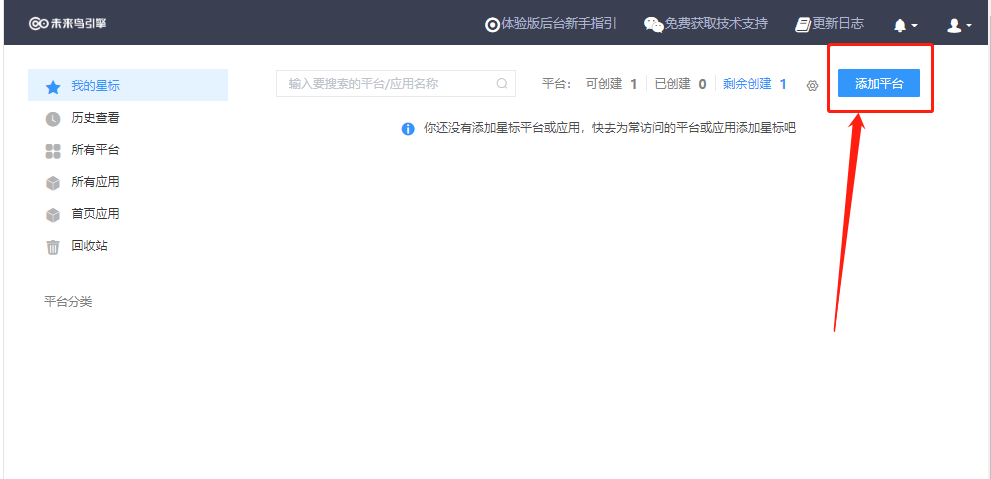 未来鸟引擎 体验版后台新手指引 免费获取技术支持 更新日志
我的星标
历史查看
所有平台
所有应用
首页应用
回收站
平台分类
输入要搜索的平台/应用名称 平台： 可创建 1 已创建 0 剩余创建 1 添加平台
你还没有添加星标平台或应用，快去为常访问的平台或应用添加星标吧